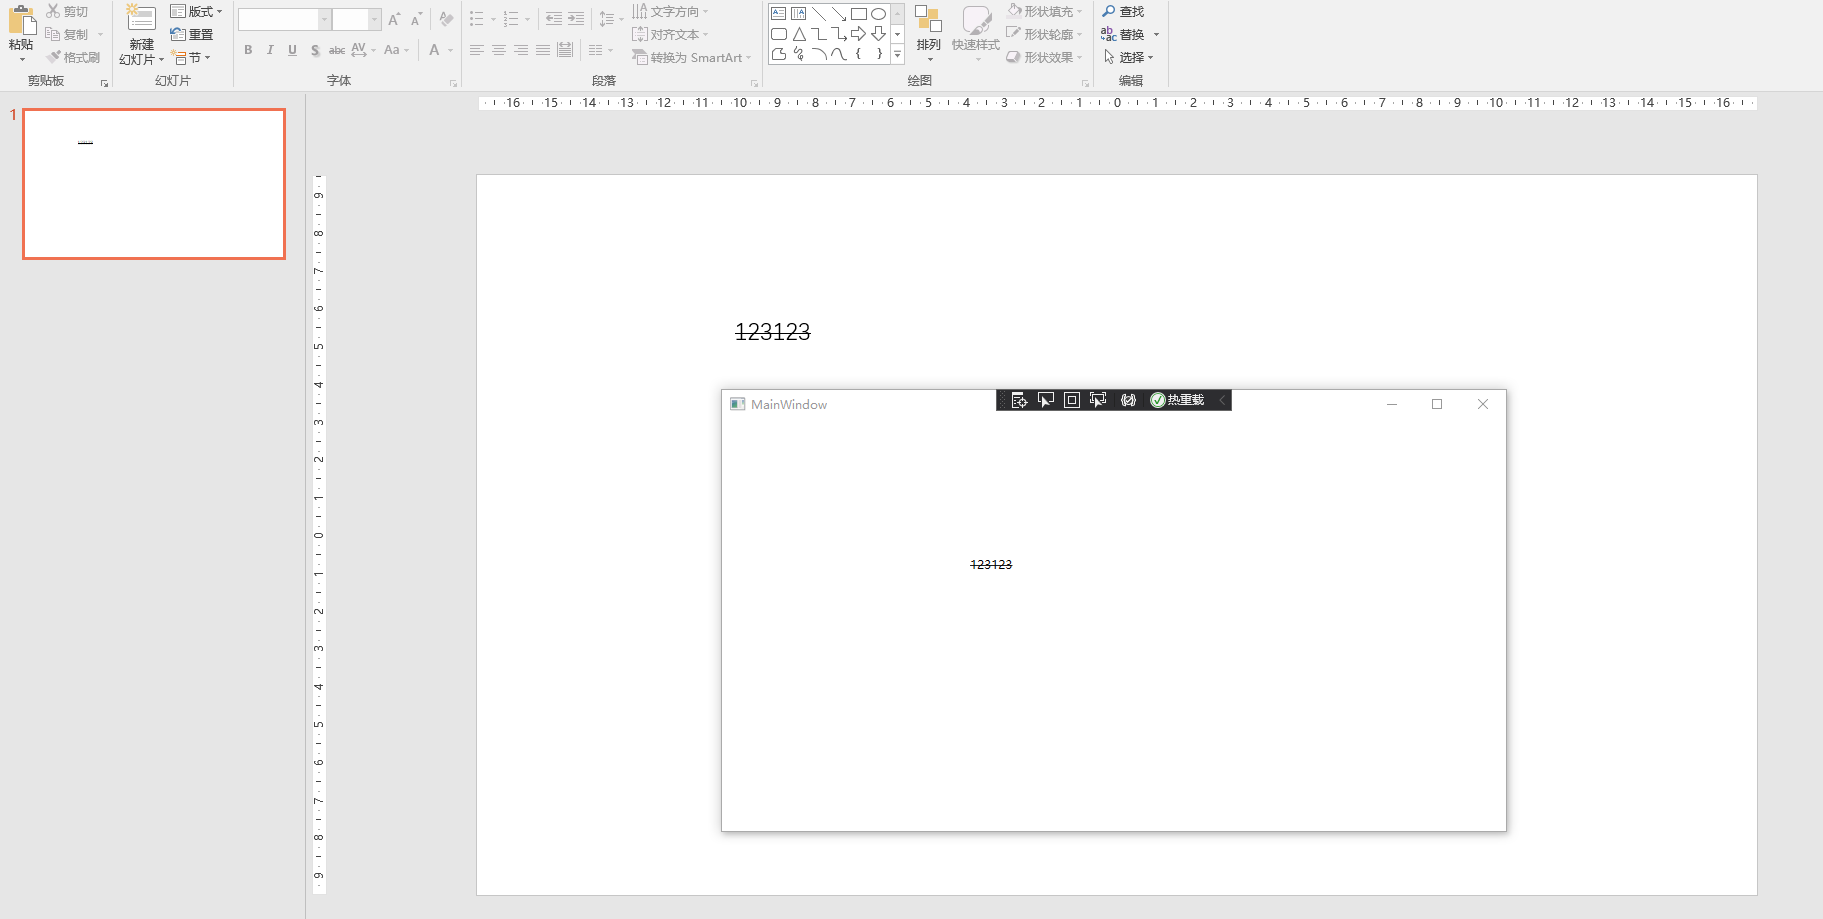 粘贴
剪切
复制
格式刷
剪贴板
新建
幻灯片
版式
重置
节
幻灯片
A A
B I U S abc AV Aa A
字体
文字方向
对齐文本
转换为 SmartArt
段落
排列
快速样式
形状填充
形状轮廓
形状效果
绘图
查找
替换
选择
编辑
1
16 15 14 13 12 11 10 9 8 7 6 5 4 3 2 1 0 1 2 3 4 5 6 7 8 9 10 11 12 13 14 15 16
9
8
7
6
5
4
3
2
1
0
1
2
3
4
5
6
7
8
9
123123
MainWindow
热重载
123123